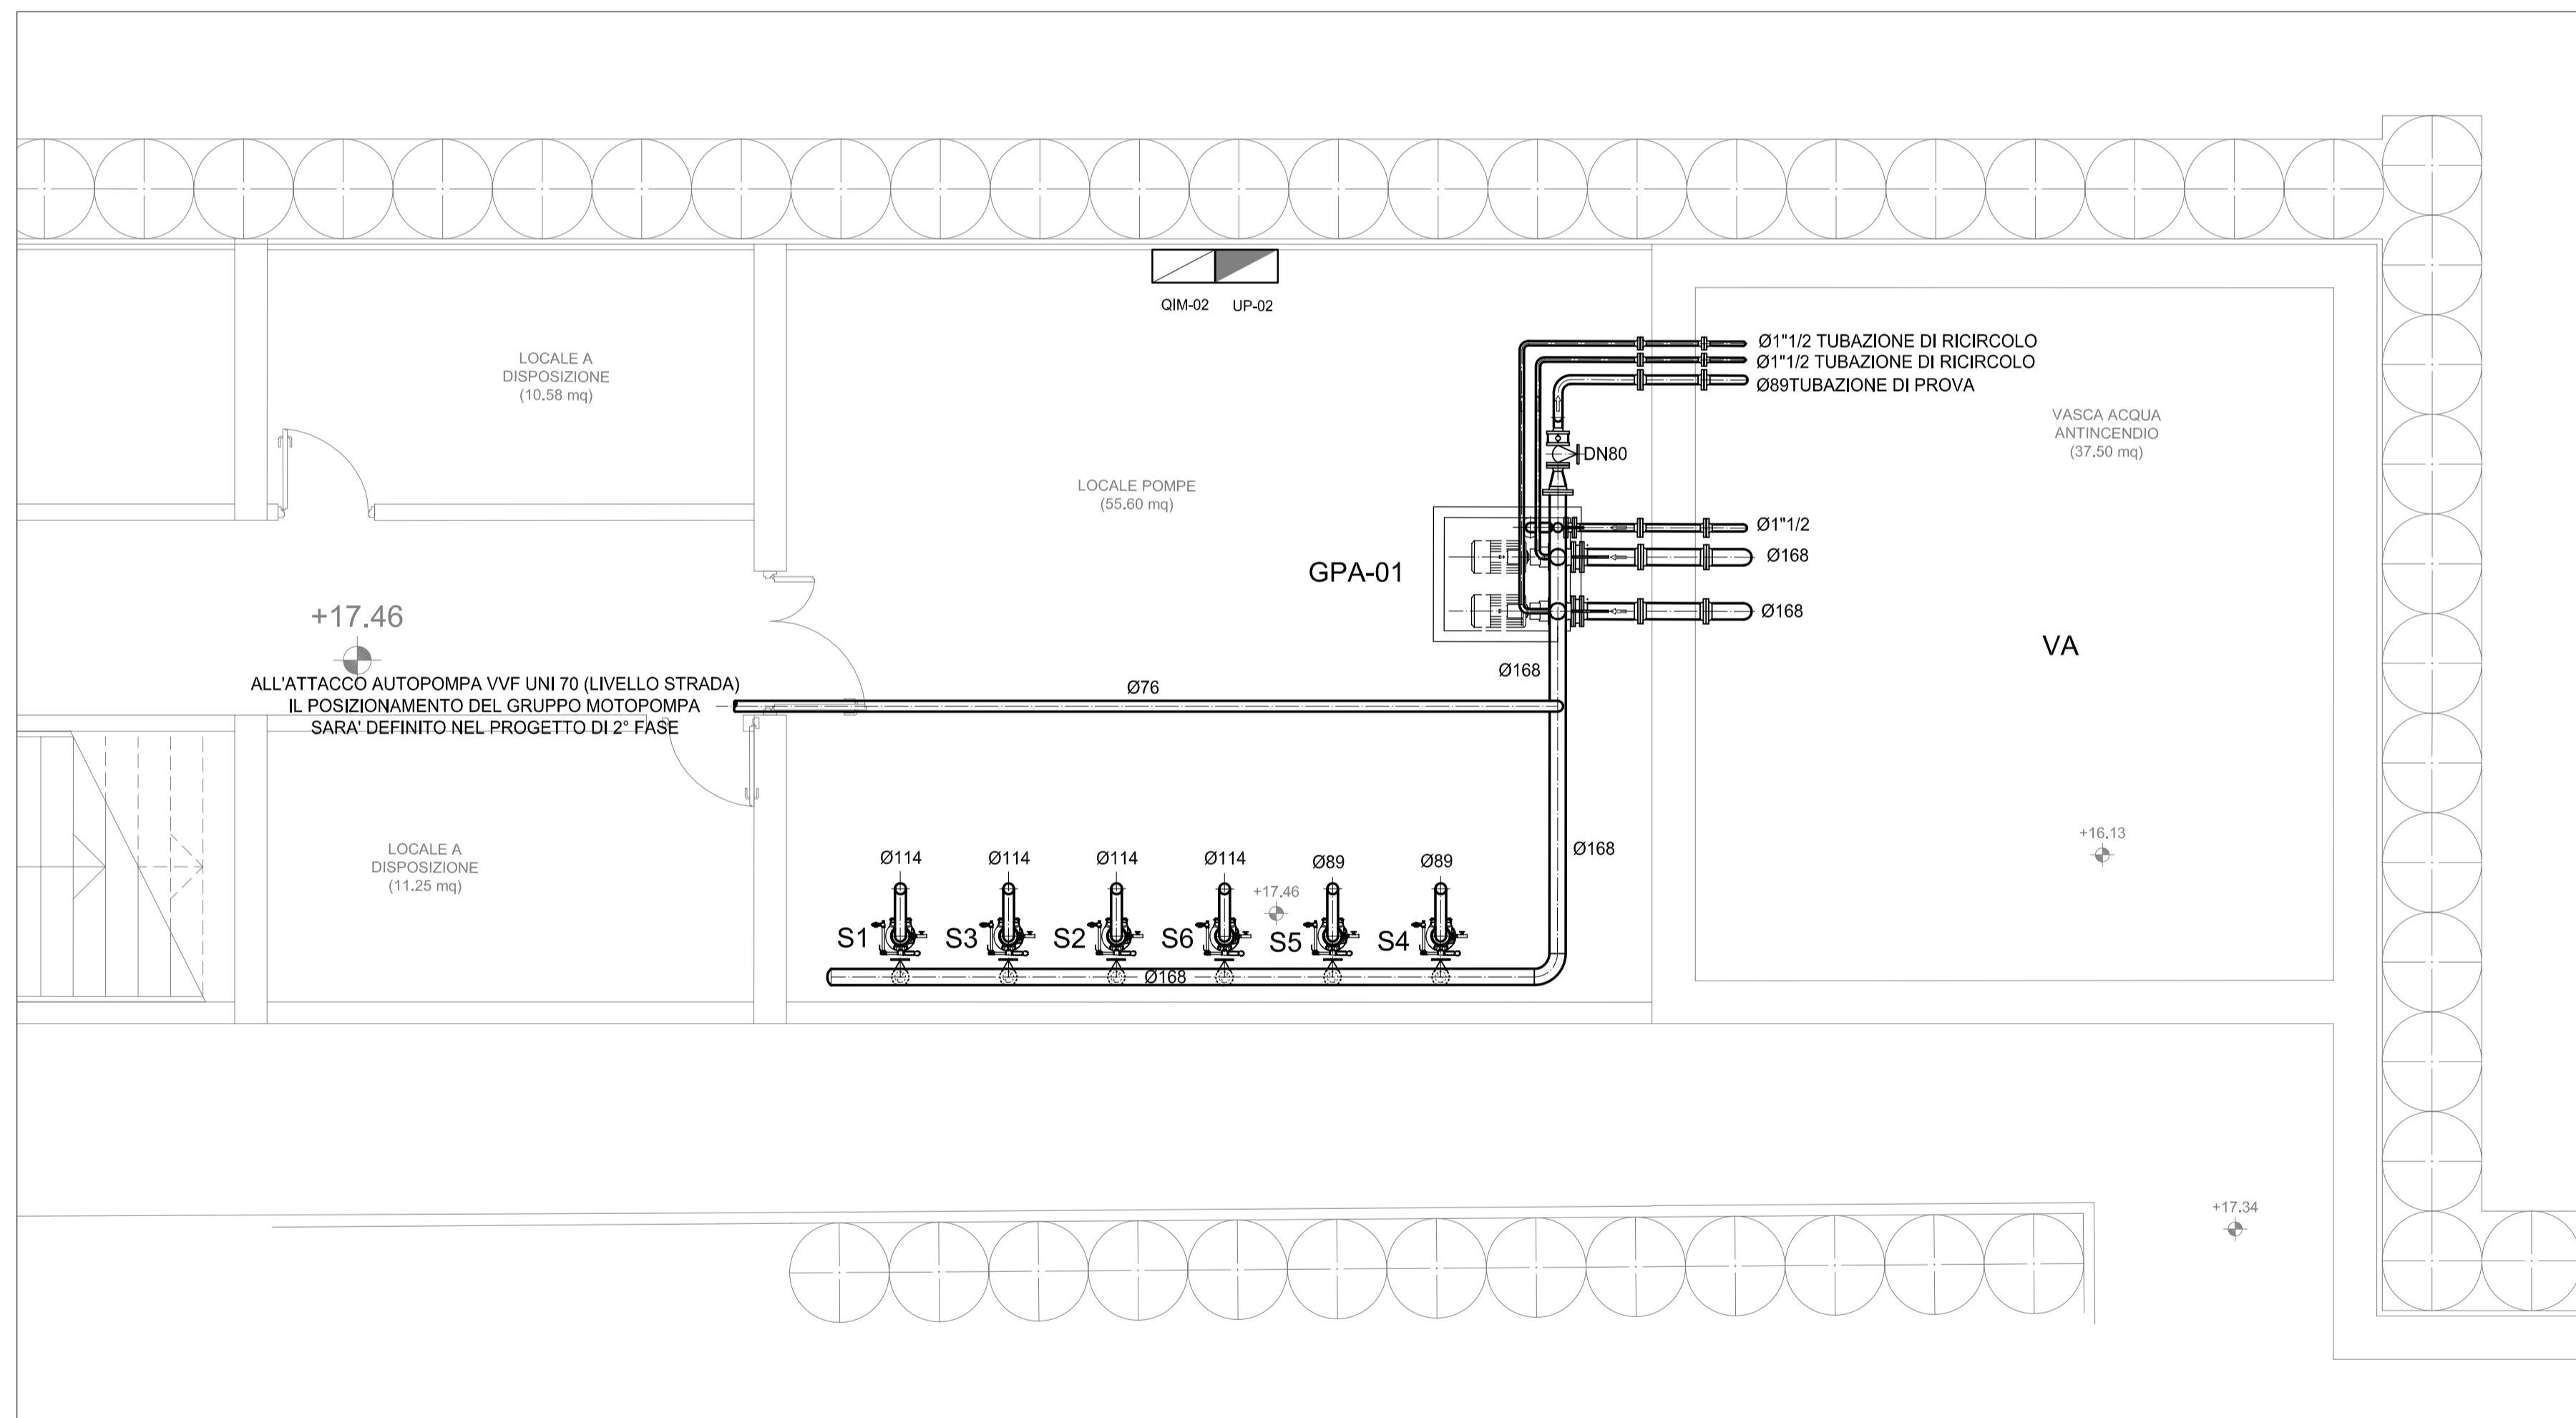 QIM-02 UP-02
Ø1"1/2 TUBAZIONE DI RICIRCOLO
Ø1"1/2 TUBAZIONE DI RICIRCOLO
Ø89TUBAZIONE DI PROVA
LOCALE A
DISPOSIZIONE
(10.58 mq)
VASCA ACQUA
ANTINCENDIO
(37.50 mq)
DN80
LOCALE POMPE
(55.60 mq)
Ø1"1/2
Ø168
GPA-01
Ø168
+17.46
VA
Ø168
ALL'ATTACCO AUTOPOMPA VVF UNI 70 (LIVELLO STRADA)
IL POSIZIONAMENTO DEL GRUPPO MOTOPOMPA
SARA' DEFINITO NEL PROGETTO DI 2° FASE
Ø76
+16.13
LOCALE A
DISPOSIZIONE
(11.25 mq)
Ø168
Ø114 Ø114 Ø114 Ø114 Ø89 Ø89
+17.46
S1 S3 S2 S6 S5 S4
Ø168
+17.34